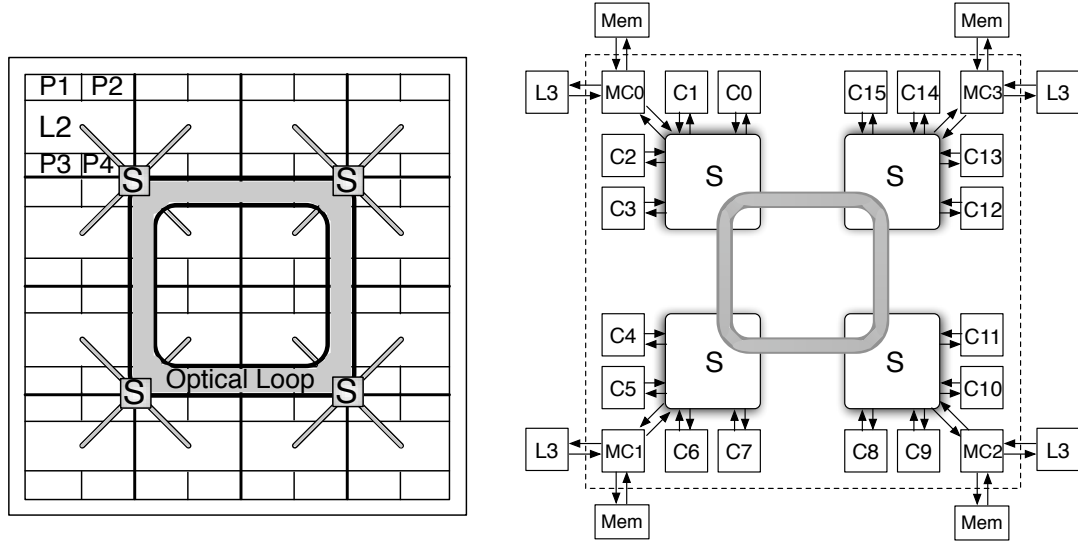 P1 P2
L2
P3 P4
S S
Optical Loop
S S
Mem Mem
L3 MC0 C1 C0 C15 C14 MC3 L3
C2 S S C13
C3 C12
C4 S S C11
C5 C10
L3 MC1 C6 C7 C8 C9 MC2 L3
Mem Mem